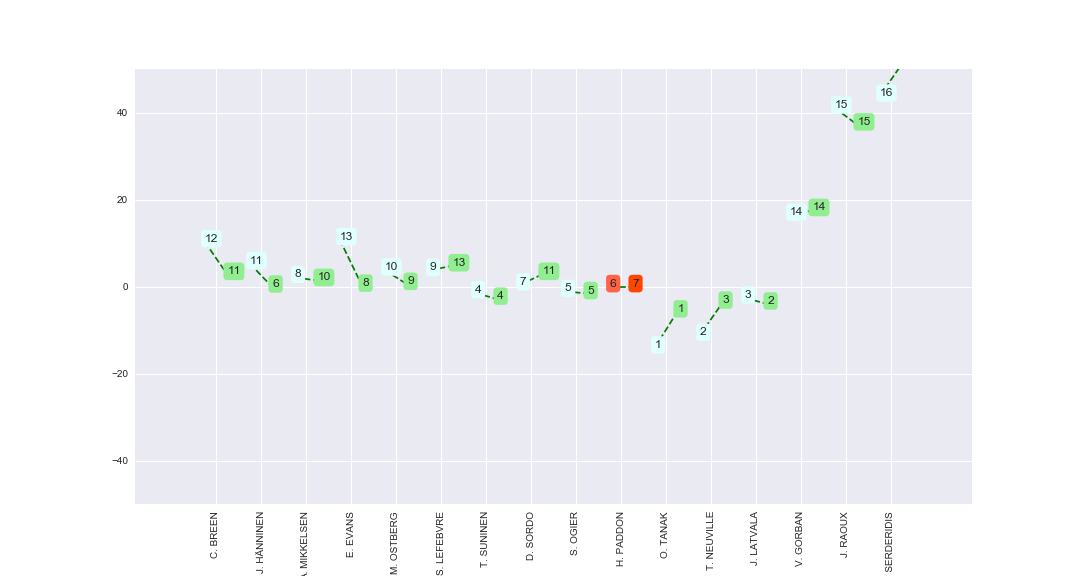 40
20
0
−20
−40
12
11
11
6
8
10
13
8
10
9
9
13
4
4
7
11
5
5
6
7
1
1
2
3
3
2
14
14
15
15
16
C. BREEN
J. HÄNNINEN
MIKKELSEN
E. EVANS
M. OSTBERG
S. LEFEBVRE
T. SUNINEN
D. SORDO
S. OGIER
H. PADDON
O. TANAK
T. NEUVILLE
J. LATVALA
V. GORBAN
J. RAOUX
SERDERIDIS